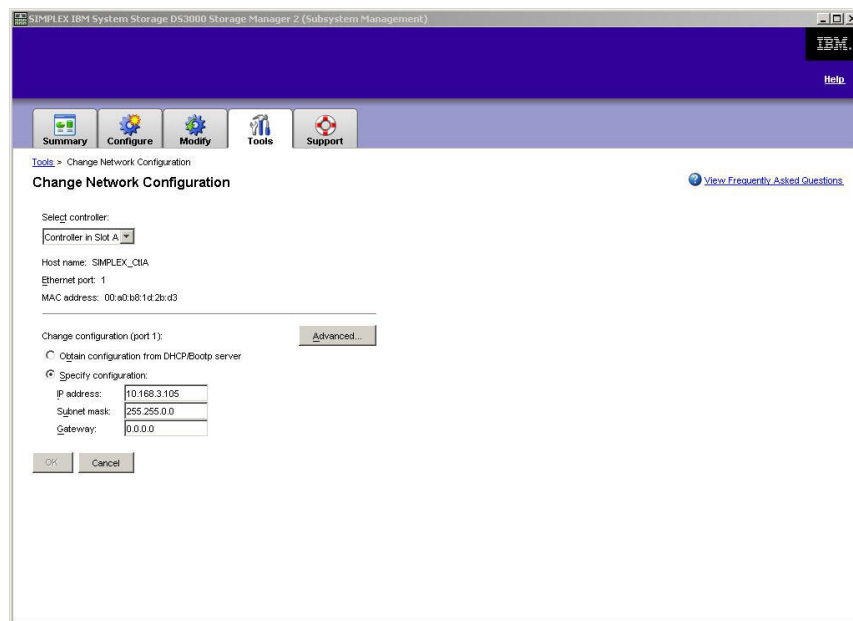 SIMPLEX IBM System Storage DS3000 Storage Manager 2 (Subsystem Management)
IBM.
Help
Summary
Configure
Modify
Tools
Support
Tools > Change Network Configuration
Change Network Configuration
? View Frequently Asked Questions
Select controller:
Controller in Slot A
Host name: SIMPLEX_CtlA
Ethernet port: 1
MAC address: 00:a0:b8:1d:2b:d3
Change configuration (port 1):
Advanced...
Obtain configuration from DHCP/Bootp server
Specify configuration:
IP address: 10.168.3.105
Subnet mask: 255.255.0.0
Gateway: 0.0.0.0
OK
Cancel